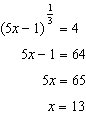 (5x − 1)^{1/3} = 4
5x − 1 = 64
5x = 65
x = 13